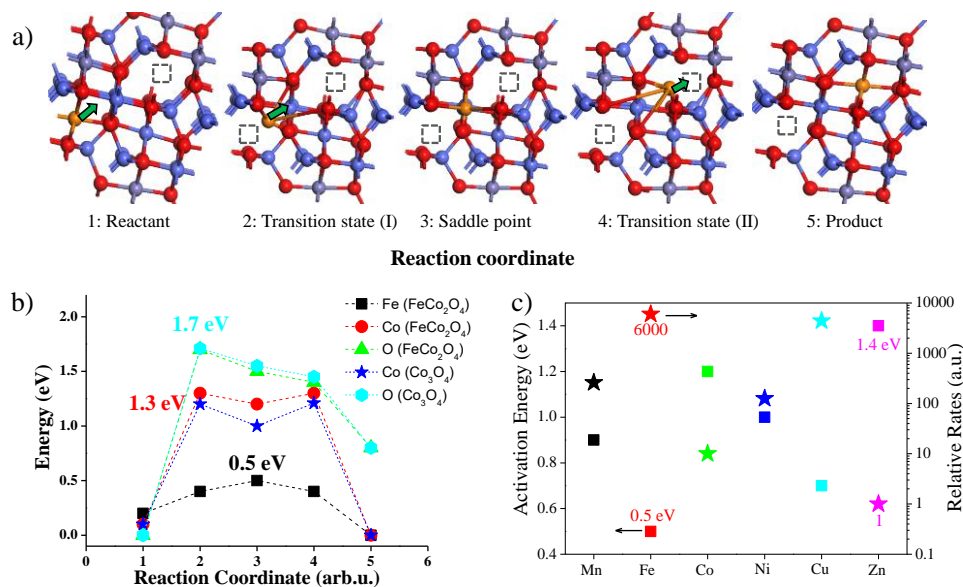 a)
1: Reactant
2: Transition state (I)
3: Saddle point
4: Transition state (II)
5: Product
Reaction coordinate
b)
Energy (eV)
2.0
1.5
1.0
0.5
0.0
1.7 eV
1.3 eV
0.5 eV
Fe (FeCo₂O₄)
Co (FeCo₂O₄)
O (FeCo₂O₄)
Co (Co₃O₄)
O (Co₃O₄)
0 1 2 3 4 5 6
Reaction Coordinate (arb.u.)
c)
Activation Energy (eV)
1.4
1.2
1.0
0.8
0.6
0.4
6000
0.5 eV
1.4 eV
1
Mn Fe Co Ni Cu Zn
10000
1000
100
10
1
0.1
Relative Rates (a.u.)